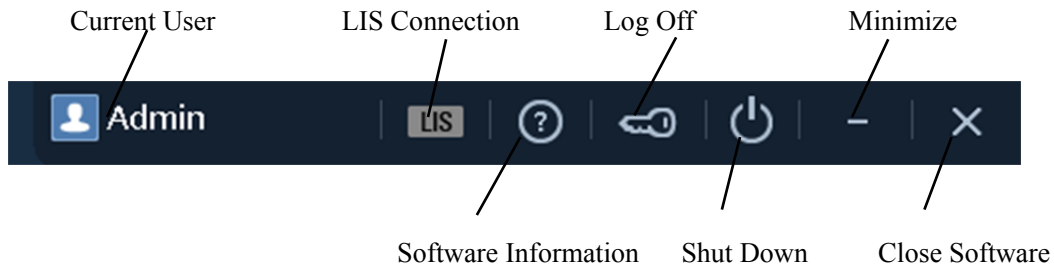 Current User LIS Connection Log Off Minimize
Admin LIS ?
Software Information Shut Down Close Software